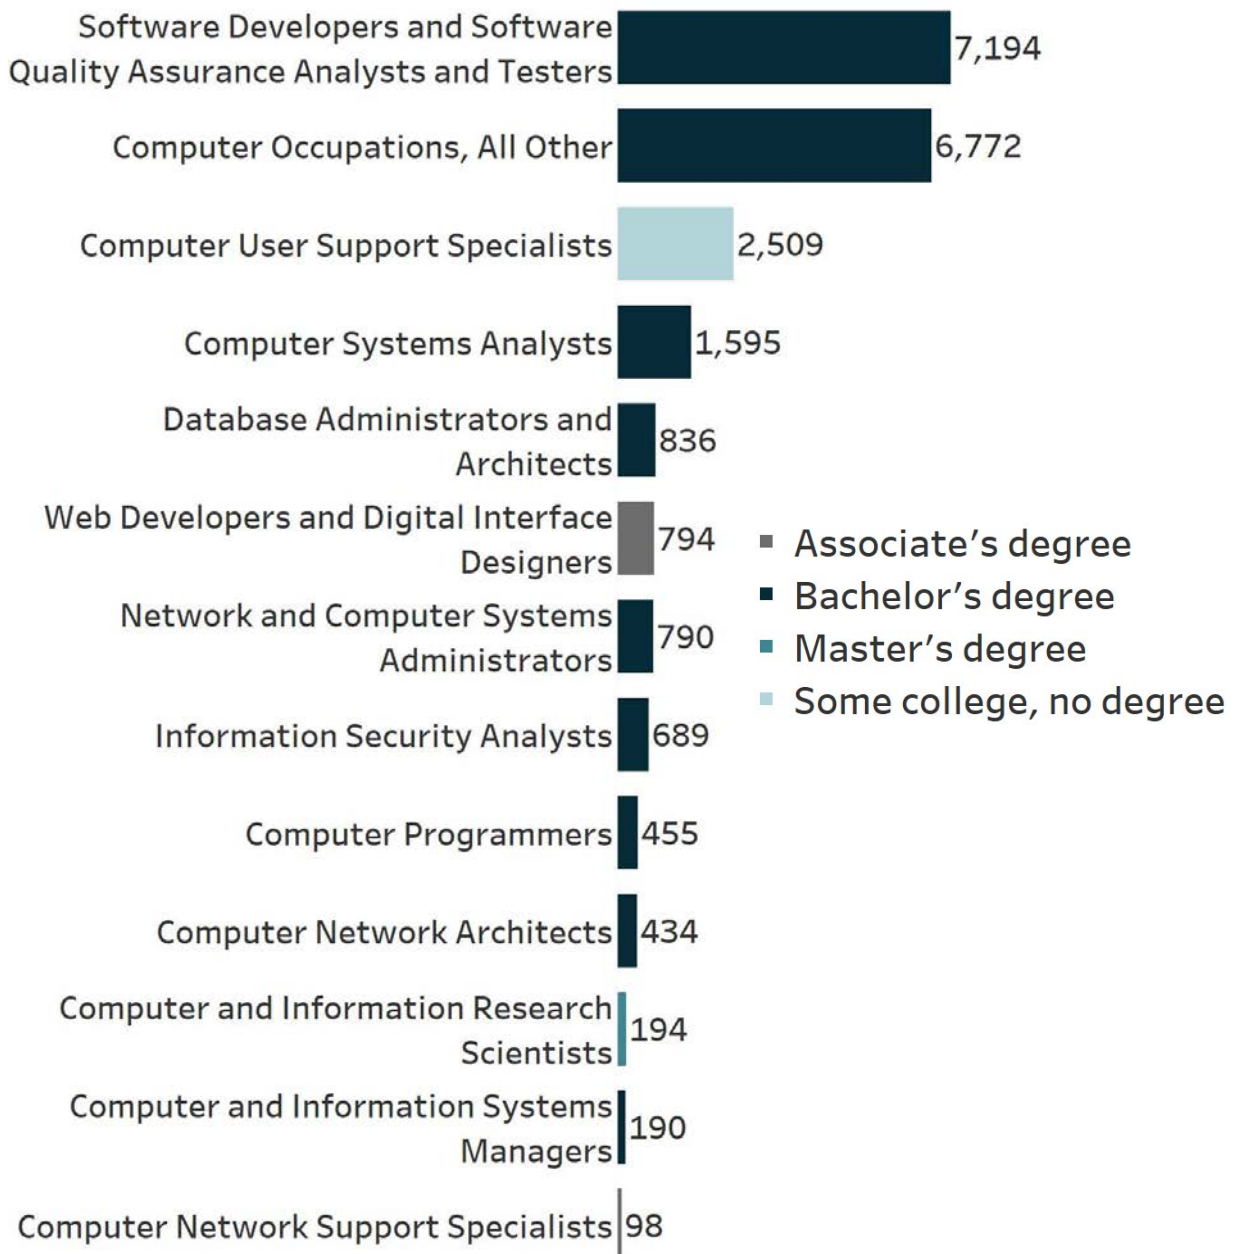 Software Developers and Software
Quality Assurance Analysts and Testers
7,194
Computer Occupations, All Other
6,772
Computer User Support Specialists
2,509
Computer Systems Analysts
1,595
Database Administrators and
Architects
836
Web Developers and Digital Interface
Designers
794
Network and Computer Systems
Administrators
790
Information Security Analysts
689
Computer Programmers
455
Computer Network Architects
434
Computer and Information Research
Scientists
194
Computer and Information Systems
Managers
190
Computer Network Support Specialists
98
Associate’s degree
Bachelor’s degree
Master’s degree
Some college, no degree